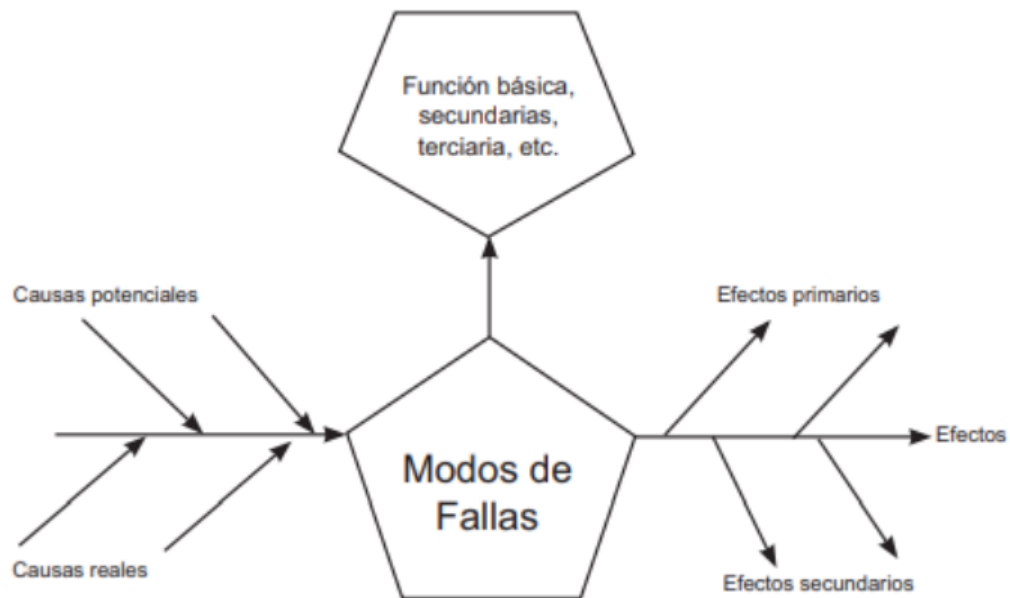 Función básica,
secundarias,
terciaria, etc.
Causas potenciales
Efectos primarios
Efectos
Modos de
Fallas
Causas reales
Efectos secundarios